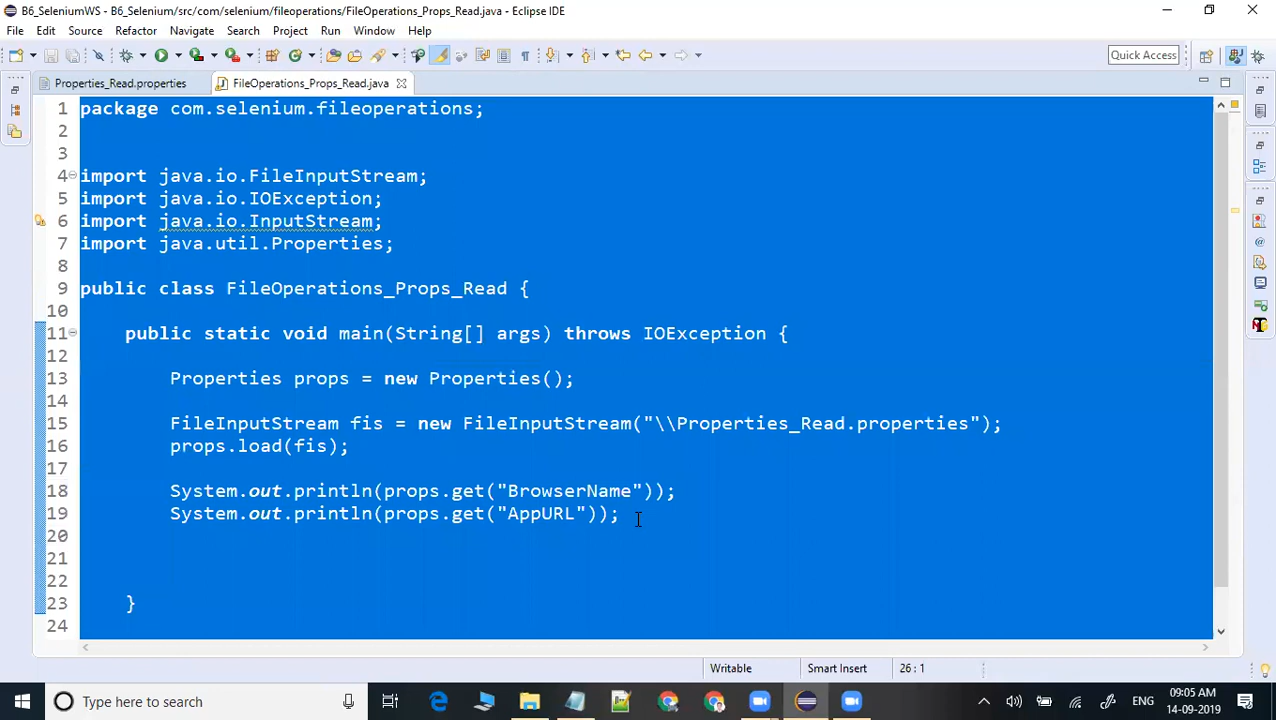 B6_SeleniumWS - B6_Selenium/src/com/selenium/fileoperations/FileOperations_Props_Read.java - Eclipse IDE
File Edit Source Refactor Navigate Search Project Run Window Help
Quick Access
Properties_Read.properties FileOperations_Props_Read.java
1 package com.selenium.fileoperations;
2
3
4 import java.io.FileInputStream;
5 import java.io.IOException;
6 import java.io.InputStream;
7 import java.util.Properties;
8
9 public class FileOperations_Props_Read {
10
11 public static void main(String[] args) throws IOException {
12
13 Properties props = new Properties();
14
15 FileInputStream fis = new FileInputStream("\\Properties_Read.properties");
16 props.load(fis);
17
18 System.out.println(props.get("BrowserName"));
19 System.out.println(props.get("AppURL"));
20
21
22
23 }
24
Writable Smart Insert 26 : 1
Type here to search
ENG
09:05 AM
14-09-2019